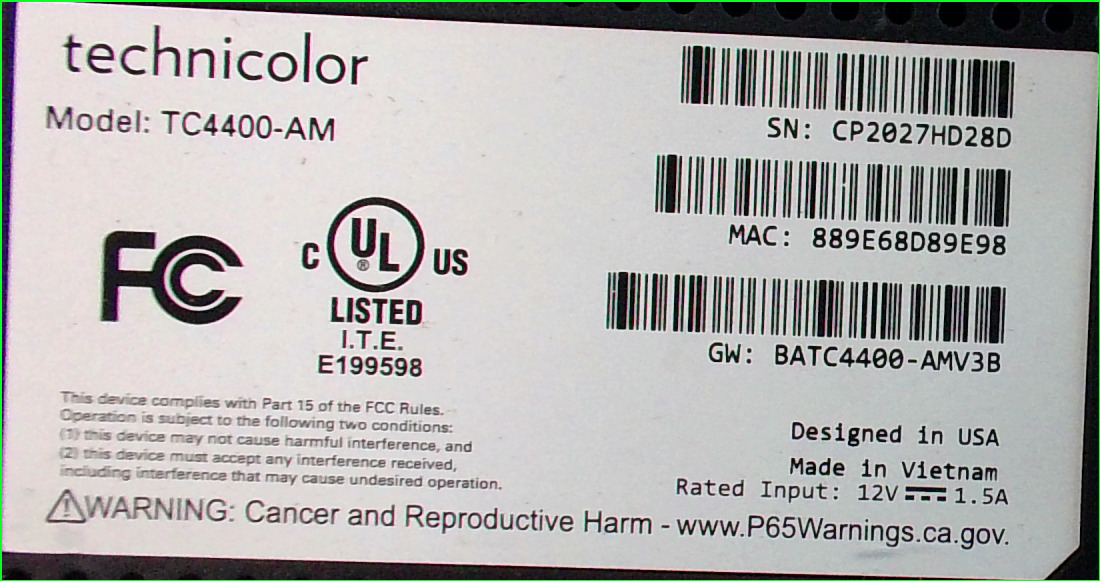 technicolor
Model: TC4400-AM
SN: CP2027HD28D
MAC: 889E68D89E98
GW: BATC4400-AMV3B
FC
C UL ® US
LISTED
I.T.E.
E199598
This device complies with Part 15 of the FCC Rules.
Operation is subject to the following two conditions:
(1) this device may not cause harmful interference, and
(2) this device must accept any interference received,
including interference that may cause undesired operation.
Designed in USA
Made in Vietnam
Rated Input: 12V ⎓ 1.5A
⚠WARNING: Cancer and Reproductive Harm - www.P65Warnings.ca.gov.